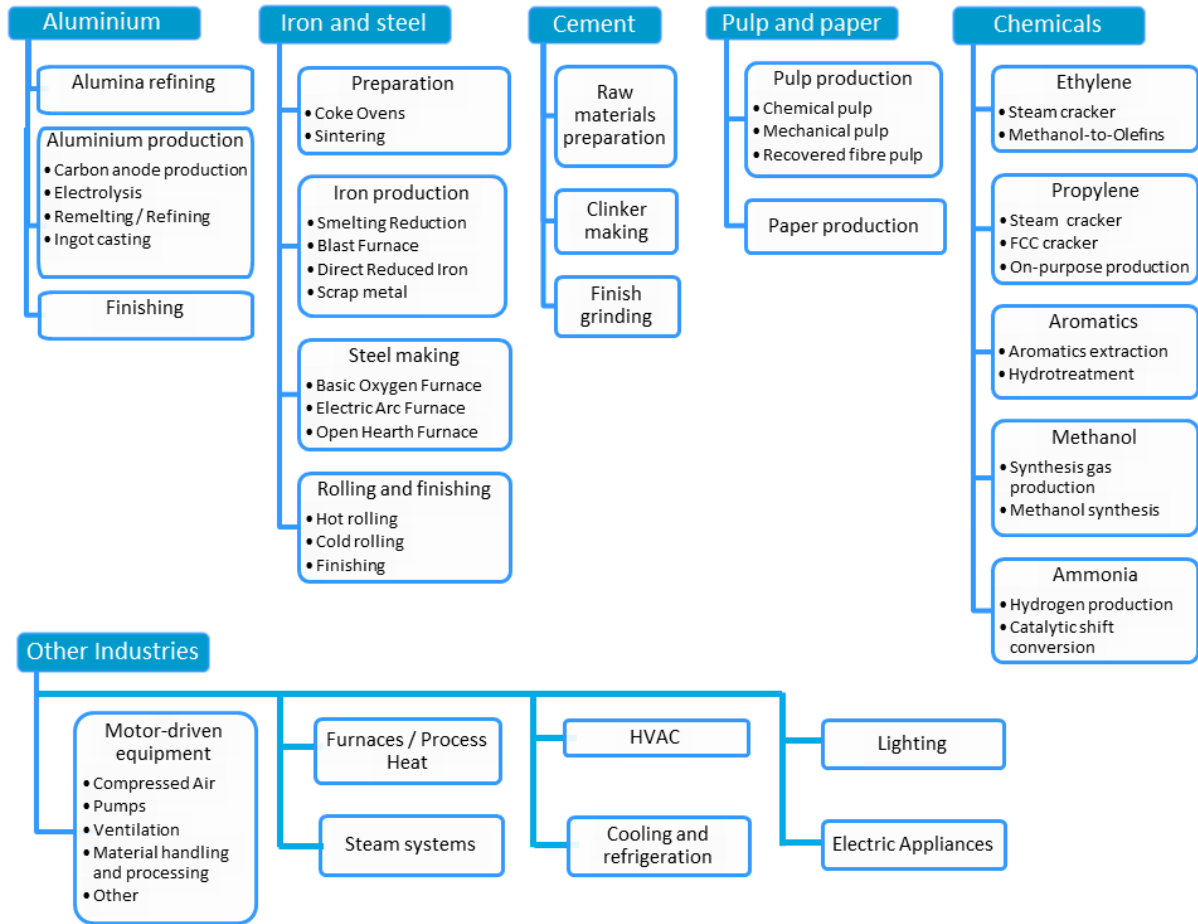 Aluminium
Alumina refining
Aluminium production
• Carbon anode production
• Electrolysis
• Remelting / Refining
• Ingot casting
Finishing
Iron and steel
Preparation
• Coke Ovens
• Sintering
Iron production
• Smelting Reduction
• Blast Furnace
• Direct Reduced Iron
• Scrap metal
Steel making
• Basic Oxygen Furnace
• Electric Arc Furnace
• Open Hearth Furnace
Rolling and finishing
• Hot rolling
• Cold rolling
• Finishing
Cement
Raw
materials
preparation
Clinker
making
Finish
grinding
Pulp and paper
Pulp production
• Chemical pulp
• Mechanical pulp
• Recovered fibre pulp
Paper production
Chemicals
Ethylene
• Steam cracker
• Methanol-to-Olefins
Propylene
• Steam cracker
• FCC cracker
• On-purpose production
Aromatics
• Aromatics extraction
• Hydrotreatment
Methanol
• Synthesis gas
production
• Methanol synthesis
Ammonia
• Hydrogen production
• Catalytic shift
conversion
Other Industries
Motor-driven
equipment
• Compressed Air
• Pumps
• Ventilation
• Material handling
and processing
• Other
Furnaces / Process
Heat
Steam systems
HVAC
Cooling and
refrigeration
Lighting
Electric Appliances